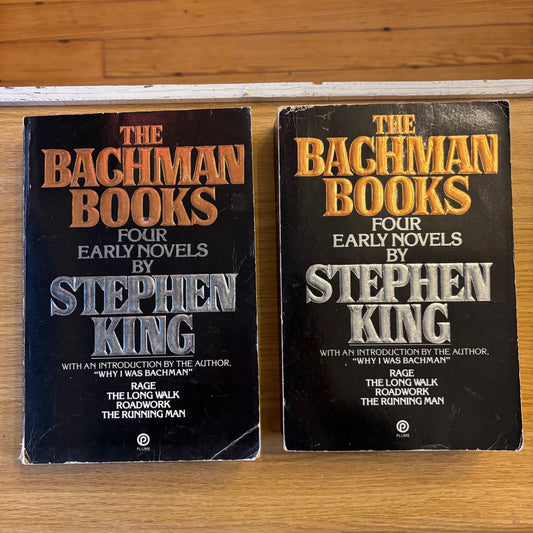 THE
BACHMAN
BOOKS
FOUR
EARLY NOVELS
BY
STEPHEN
KING
WITH AN INTRODUCTION BY THE AUTHOR,
"WHY I WAS BACHMAN"
RAGE
THE LONG WALK
ROADWORK
THE RUNNING MAN
PLUME
THE
BACHMAN
BOOKS
FOUR
EARLY NOVELS
BY
STEPHEN
KING
WITH AN INTRODUCTION BY THE AUTHOR,
"WHY I WAS BACHMAN"
RAGE
THE LONG WALK
ROADWORK
THE RUNNING MAN
PLUME